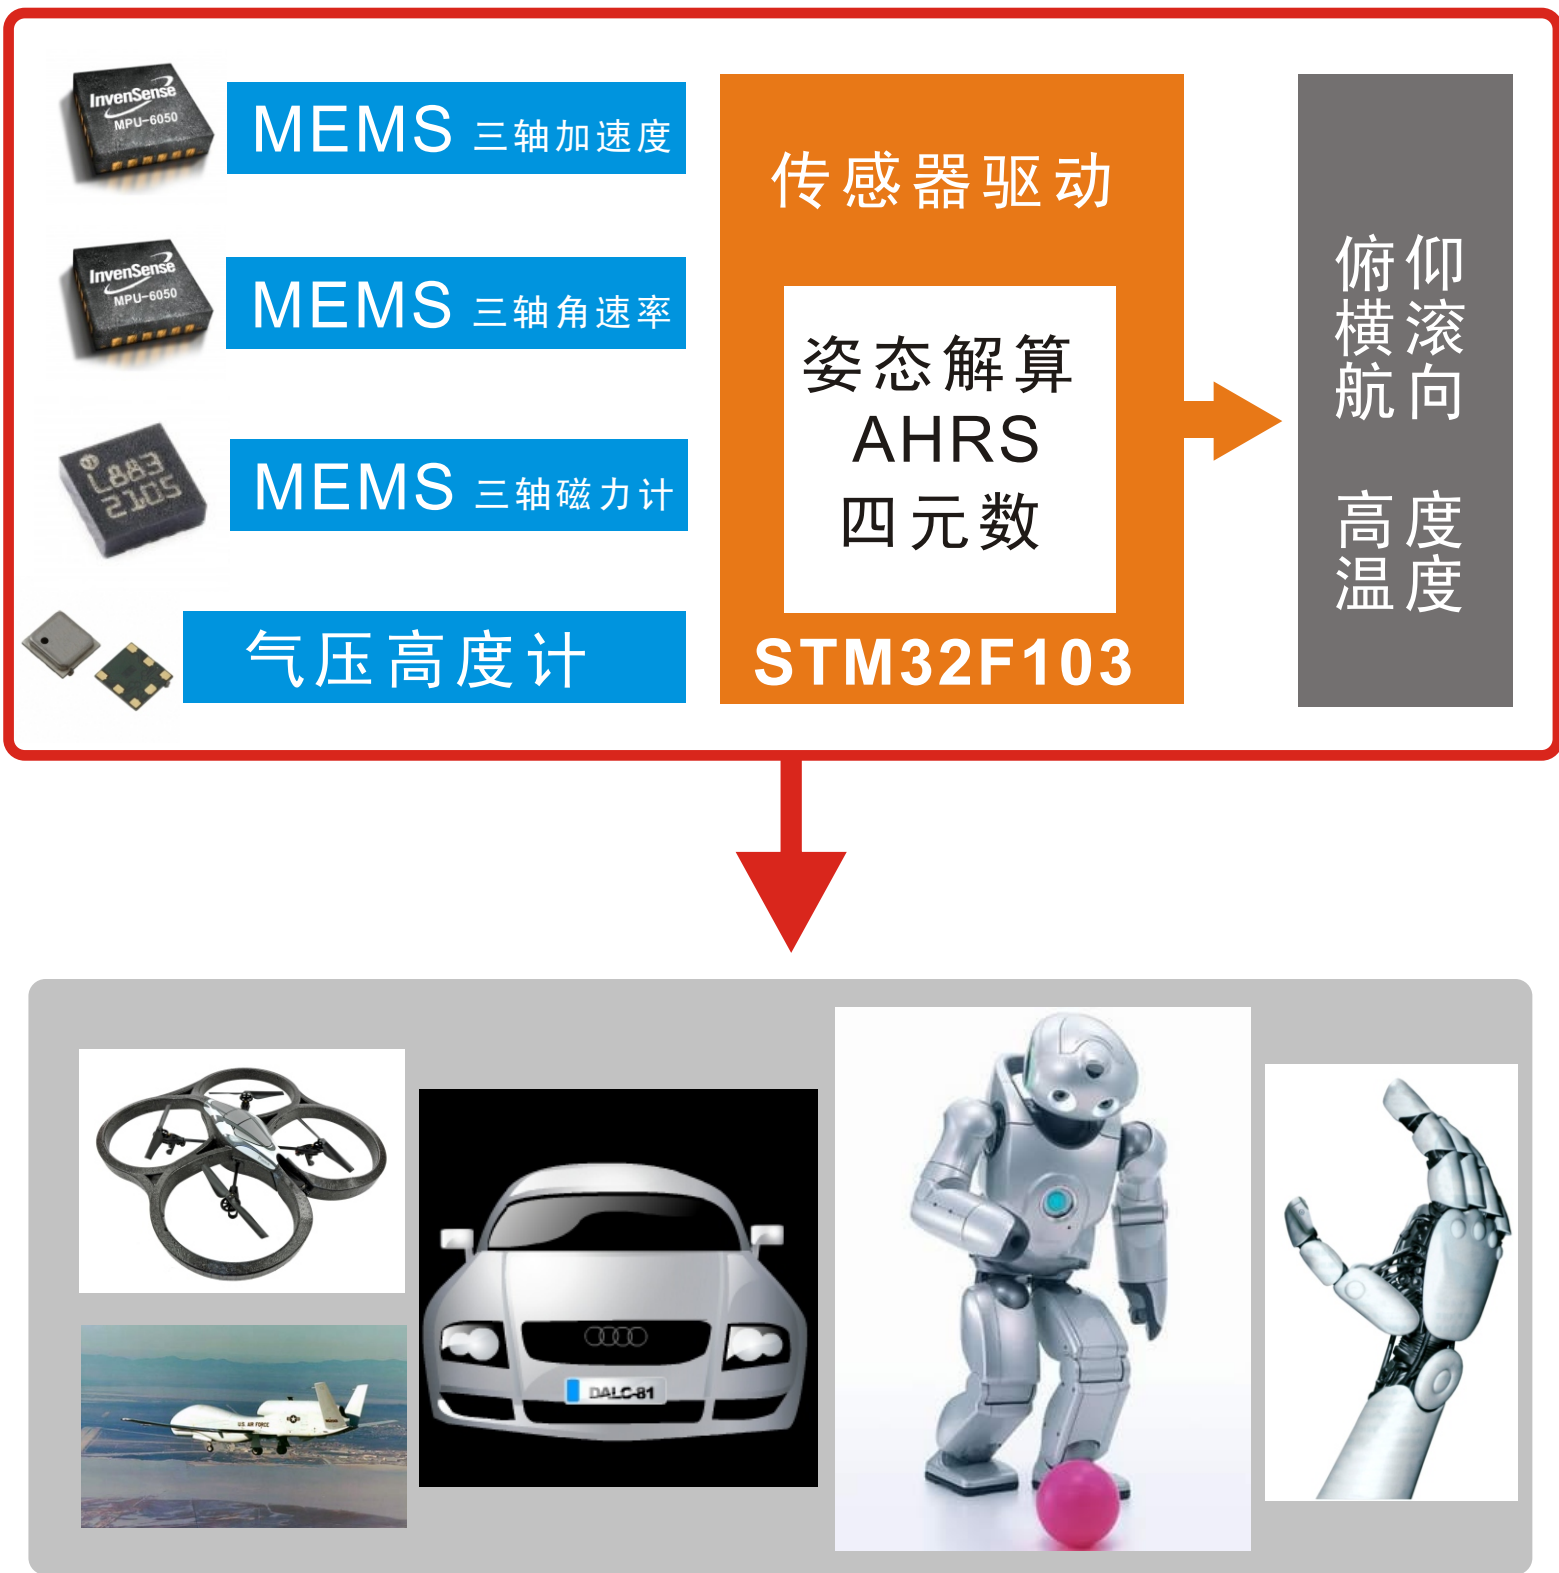 InvenSense
MPU-6050
MEMS 三轴加速度
InvenSense
MPU-6050
MEMS 三轴角速率
L883
2105
MEMS 三轴磁力计
气压高度计
传感器驱动
姿态解算
AHRS
四元数
STM32F103
俯仰
横滚
航向
高度
温度
U.S. AIR FORCE
DALC-81